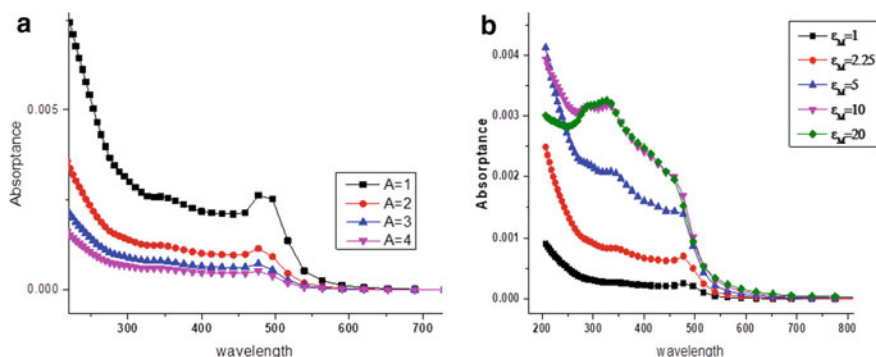 a
0.005
0.000
Absorptance
300
400
500
600
700
wavelength
A=1
A=2
A=3
A=4
b
0.004
0.003
0.002
0.001
0.000
Absorptance
200
300
400
500
600
700
800
wavelength
εM=1
εM=2.25
εM=5
εM=10
εM=20